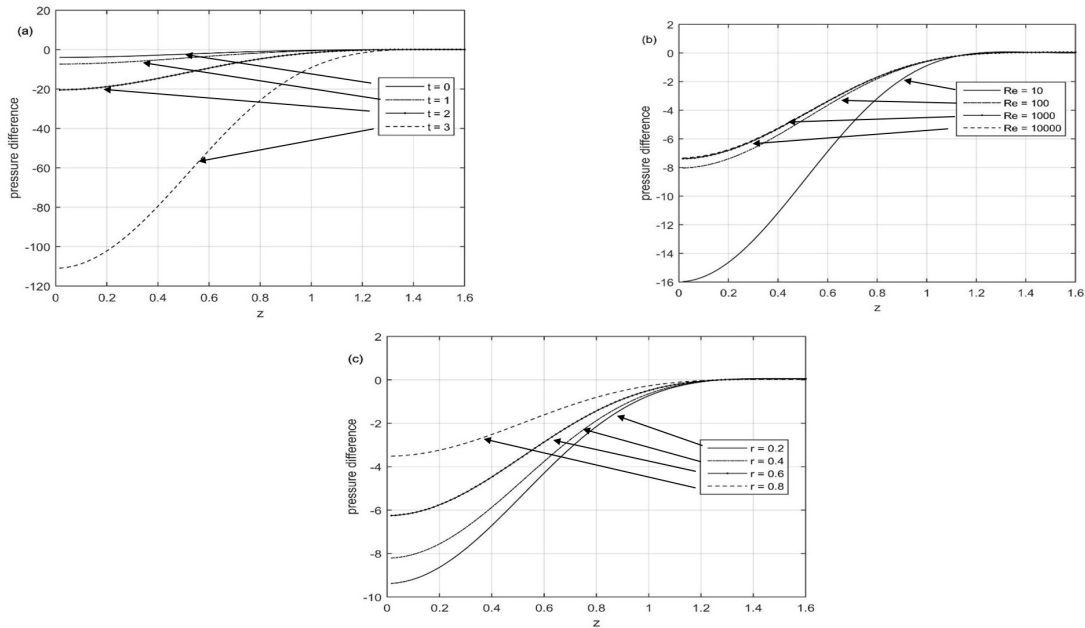 (a)
20
0
-20
-40
-60
-80
-100
-120
pressure difference
0
0.2
0.4
0.6
0.8
1
1.2
1.4
1.6
z
t = 0
t = 1
t = 2
t = 3
(b)
2
0
-2
-4
-6
-8
-10
-12
-14
-16
pressure difference
0
0.2
0.4
0.6
0.8
1
1.2
1.4
1.6
z
Re = 10
Re = 100
Re = 1000
Re = 10000
(c)
2
0
-2
-4
-6
-8
-10
pressure difference
0
0.2
0.4
0.6
0.8
1
1.2
1.4
1.6
z
r = 0.2
r = 0.4
r = 0.6
r = 0.8